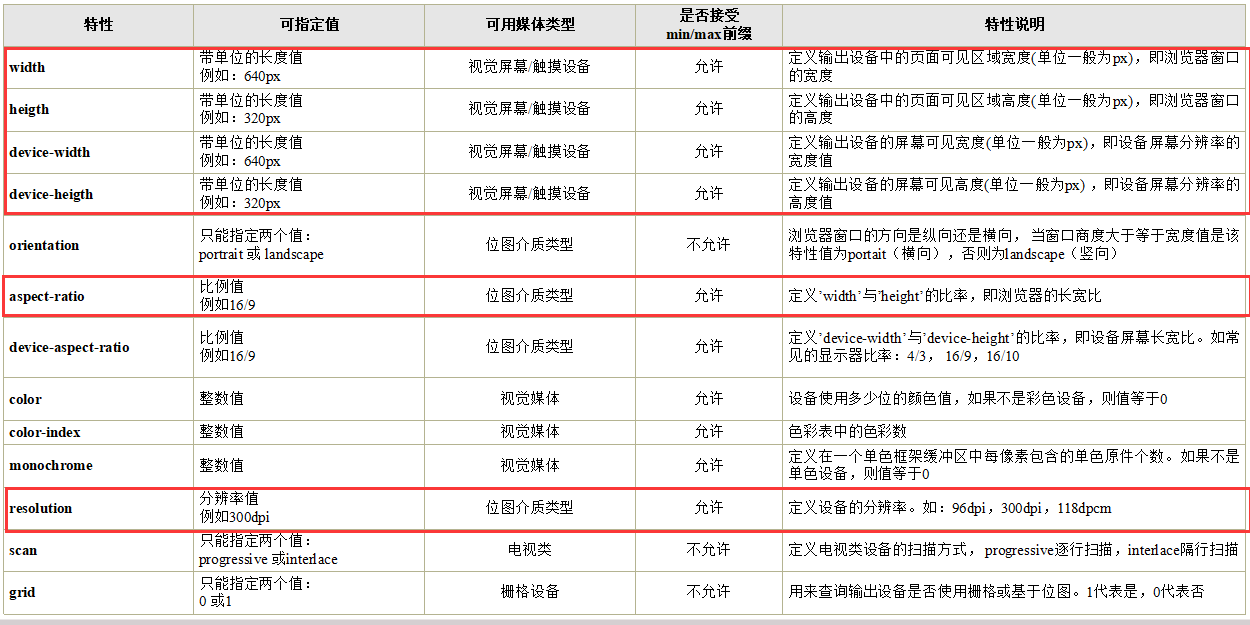 特性 可指定值 可用媒体类型 是否接受 特性说明
min/max前缀
width 带单位的长度值 视觉屏幕/触摸设备 允许 定义输出设备中的页面可见区域宽度(单位一般为px)，即浏览器窗口
例如：640px 的宽度
heigth 带单位的长度值 视觉屏幕/触摸设备 允许 定义输出设备中的页面可见区域高度(单位一般为px)，即浏览器窗口
例如：320px 的高度
device-width 带单位的长度值 视觉屏幕/触摸设备 允许 定义输出设备的屏幕可见宽度(单位一般为px)，即设备屏幕分辨率的
例如：640px 宽度值
device-heigth 带单位的长度值 视觉屏幕/触摸设备 允许 定义输出设备的屏幕可见高度(单位一般为px) ，即设备屏幕分辨率的
例如：320px 高度值
orientation 只能指定两个值： 位图介质类型 不允许 浏览器窗口的方向是纵向还是横向， 当窗口商度大于等于宽度值是该
portrait 或 landscape 特性值为portait（横向），否则为landscape（竖向）
aspect-ratio 比例值 位图介质类型 允许 定义’width’与’height’的比率，即浏览器的长宽比
例如16/9
device-aspect-ratio 比例值 位图介质类型 允许 定义’device-width’与’device-height’的比率，即设备屏幕长宽比。如常
例如16/9 见的显示器比率：4/3， 16/9，16/10
color 整数值 视觉媒体 允许 设备使用多少位的颜色值，如果不是彩色设备，则值等于0
color-index 整数值 视觉媒体 允许 色彩表中的色彩数
monochrome 整数值 视觉媒体 允许 定义在一个单色框架缓冲区中每像素包含的单色原件个数。如果不是
单色设备，则值等于0
resolution 分辨率值 位图介质类型 允许 定义设备的分辨率。如：96dpi，300dpi，118dpcm
例如300dpi
scan 只能指定两个值： 电视类 不允许 定义电视类设备的扫描方式，progressive逐行扫描，interlace隔行扫描
progressive 或interlace
grid 只能指定两个值： 栅格设备 不允许 用来查询输出设备是否使用栅格或基于位图。1代表是，0代表否
0 或1